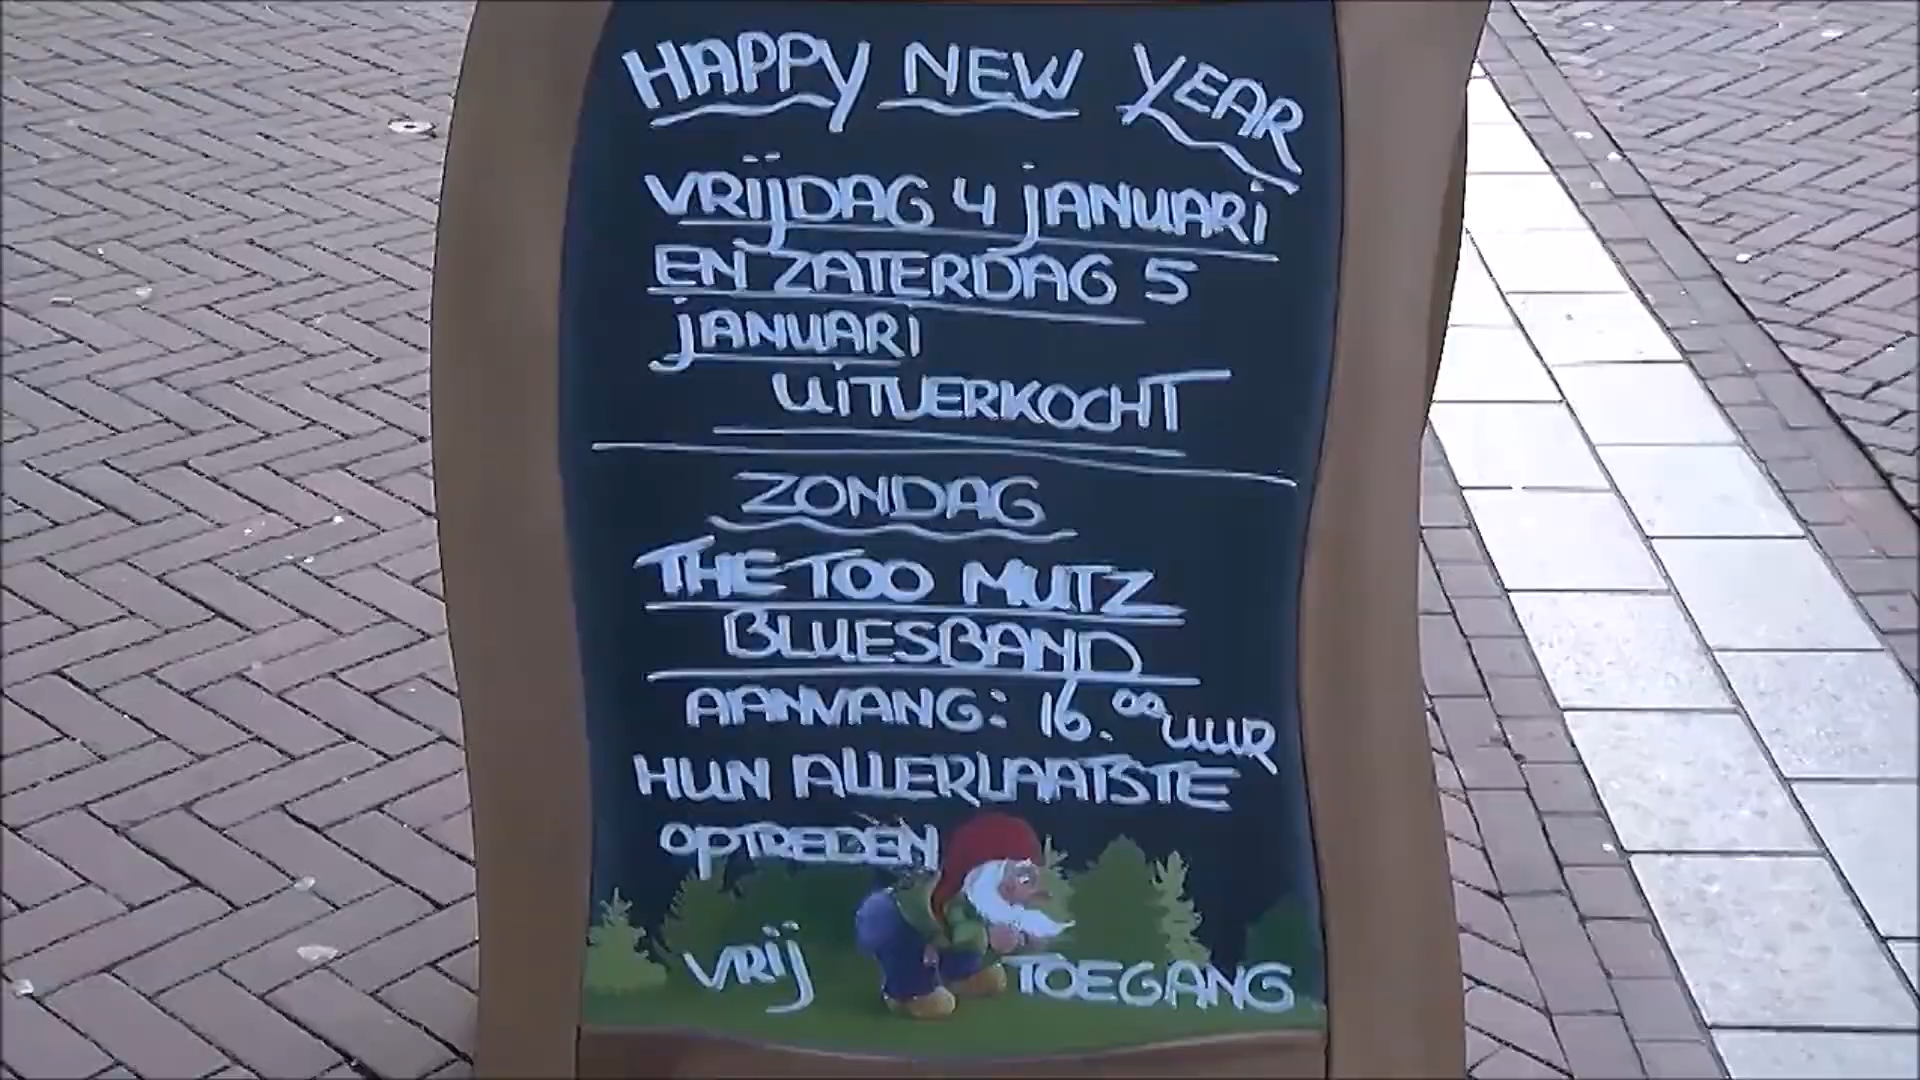 HAPPY NEW YEAR
VRIJDAG 4 JANUARI
EN ZATERDAG 5
JANUARI
UITVERKOCHT
ZONDAG
THE TOO MUTZ
BLUESBAND
AANVANG: 16.00 UUR
HUN ALLERLAATSTE
OPTREDEN
VRIJ TOEGANG